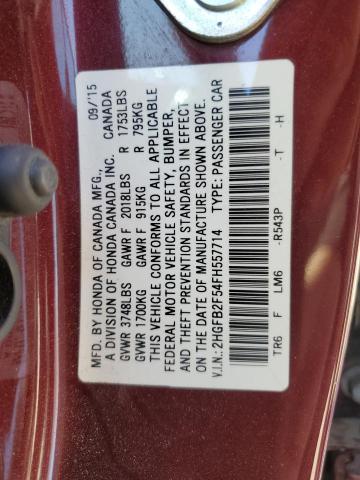 MFD. BY HONDA OF CANADA MFG., 09/15
A DIVISION OF HONDA CANADA INC. CANADA
GVWR 3748LBS GAWR F 2018LBS R 1753LBS
GVWR 1700KG GAWR F 915KG R 795KG
THIS VEHICLE CONFORMS TO ALL APPLICABLE
FEDERAL MOTOR VEHICLE SAFETY, BUMPER,
AND THEFT PREVENTION STANDARDS IN EFFECT
ON THE DATE OF MANUFACTURE SHOWN ABOVE.
V.I.N.: 2HGFB2F54FH557714 TYPE: PASSENGER CAR
TR6 F LM6 -R543P -T -H